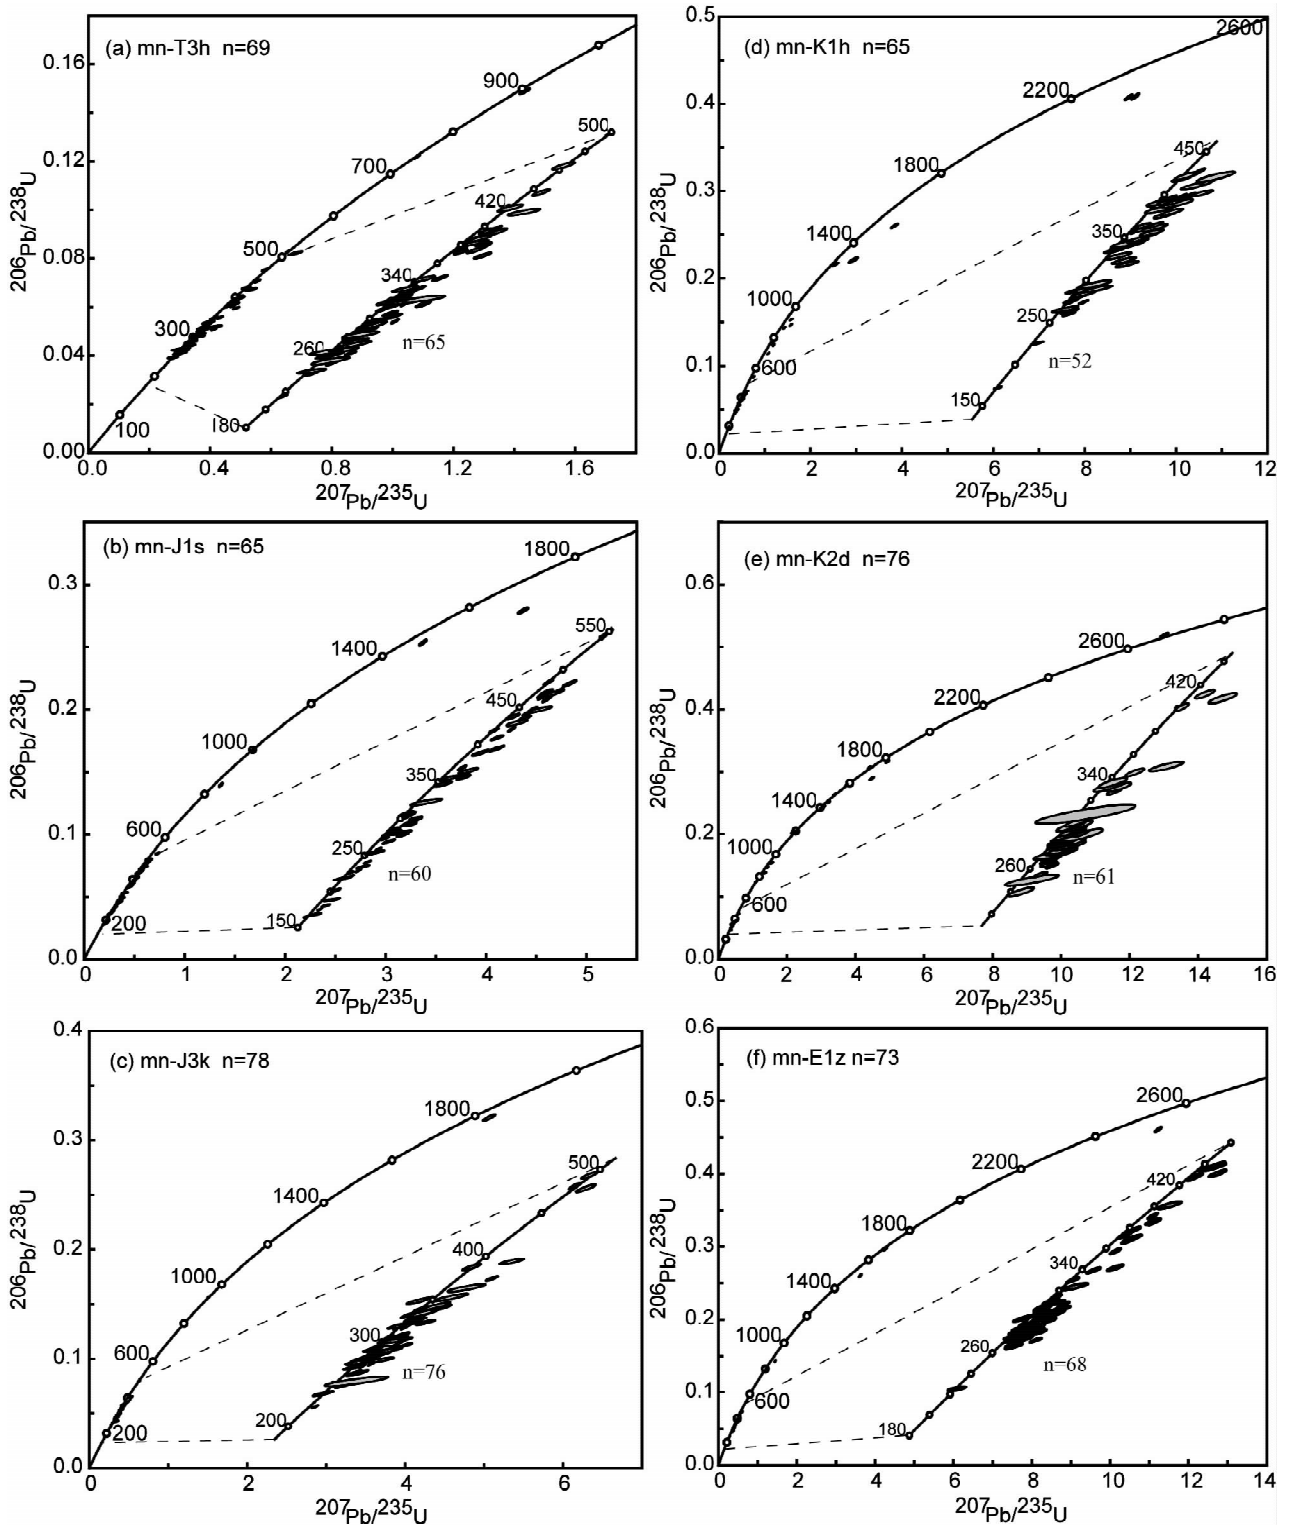 (a) mn-T3h n=69
0.16
0.12
0.08
0.04
0.00
206Pb/238U
900
700
500
300
100
500
420
340
260
180
n=65
0.0 0.4 0.8 1.2 1.6
207Pb/235U
(d) mn-K1h n=65
0.5
0.4
0.3
0.2
0.1
0.0
206Pb/238U
2600
2200
1800
1400
1000
600
450
350
250
150
n=52
2 4 6 8 10 12
207Pb/235U
(b) mn-J1s n=65
0.3
0.2
0.1
0.0
206Pb/238U
1800
1400
1000
600
200
550
450
350
250
150
n=60
0 1 2 3 4 5
207Pb/235U
(e) mn-K2d n=76
0.6
0.4
0.2
0.0
206Pb/238U
2600
2200
1800
1400
1000
600
420
340
260
n=61
0 2 4 6 8 10 12 14 16
207Pb/235U
(c) mn-J3k n=78
0.4
0.3
0.2
0.1
0.0
206Pb/238U
1800
1400
1000
600
200
500
400
300
200
n=76
0 2 4 6
207Pb/235U
(f) mn-E1z n=73
0.6
0.5
0.4
0.3
0.2
0.1
0.0
206Pb/238U
2600
2200
1800
1400
1000
600
420
340
260
180
n=68
0 2 4 6 8 10 12 14
207Pb/235U